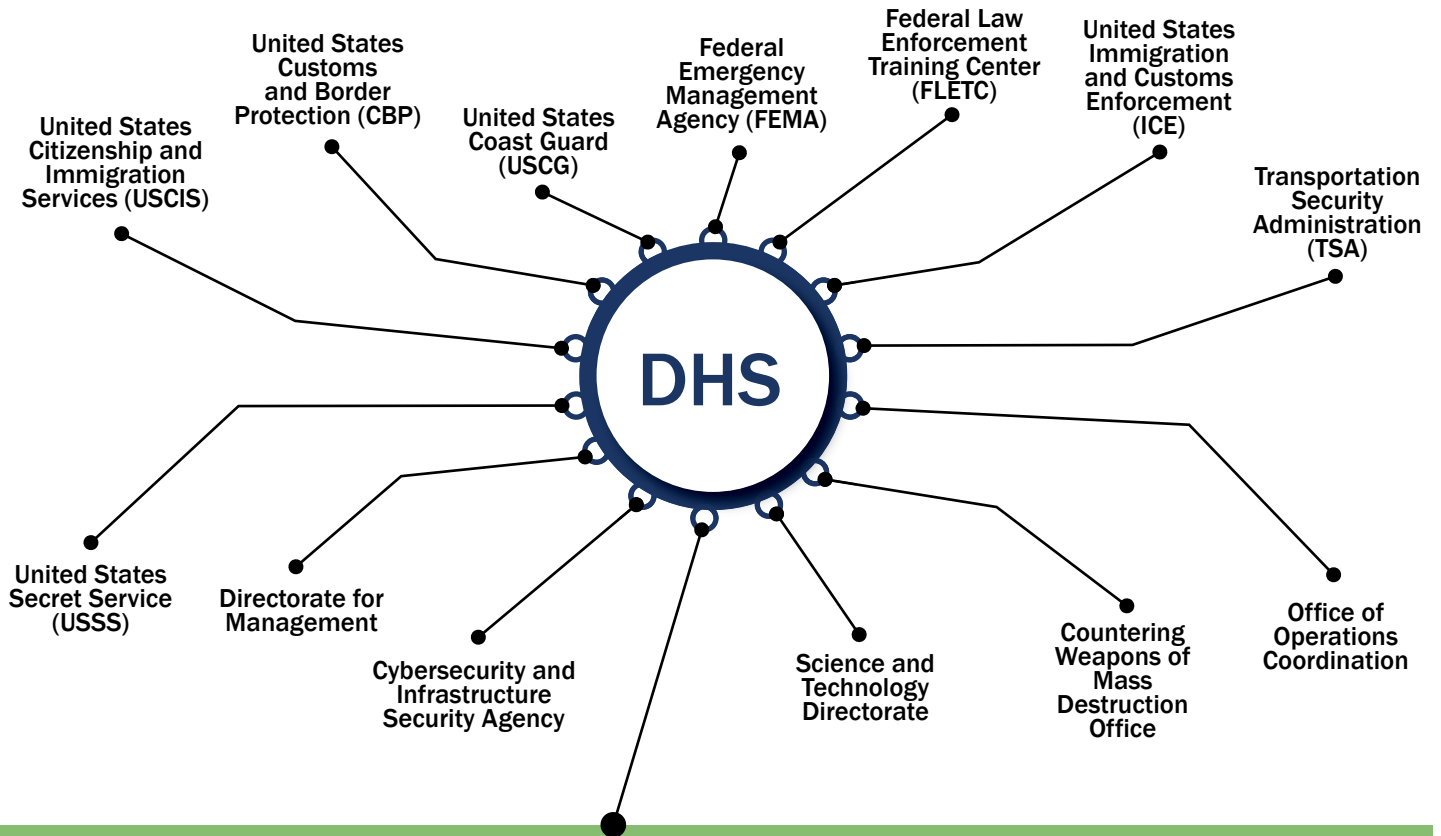 United States
Citizenship and
Immigration
Services (USCIS)
United States
Customs
and Border
Protection (CBP)
United States
Coast Guard
(USCG)
Federal
Emergency
Management
Agency (FEMA)
Federal Law
Enforcement
Training Center
(FLETC)
United States
Immigration
and Customs
Enforcement
(ICE)
Transportation
Security
Administration
(TSA)
DHS
United States
Secret Service
(USSS)
Directorate for
Management
Cybersecurity and
Infrastructure
Security Agency
Science and
Technology
Directorate
Countering
Weapons of
Mass
Destruction
Office
Office of
Operations
Coordination